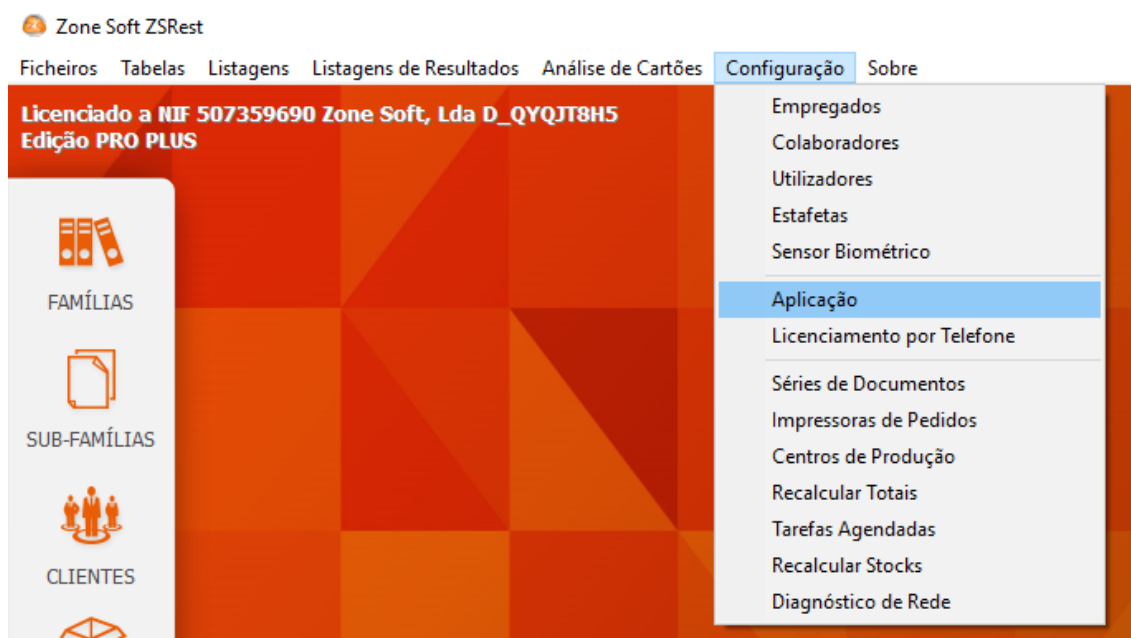 Zone Soft ZSRest
Ficheiros Tabelas Listagens Listagens de Resultados Análise de Cartões Configuração Sobre
Licenciado a NIF 507359690 Zone Soft, Lda D_QYQJT8H5
Edição PRO PLUS
FAMÍLIAS
SUB-FAMÍLIAS
CLIENTES
Empregados
Colaboradores
Utilizadores
Estafetas
Sensor Biométrico
Aplicação
Licenciamento por Telefone
Séries de Documentos
Impressoras de Pedidos
Centros de Produção
Recalcular Totais
Tarefas Agendadas
Recalcular Stocks
Diagnóstico de Rede